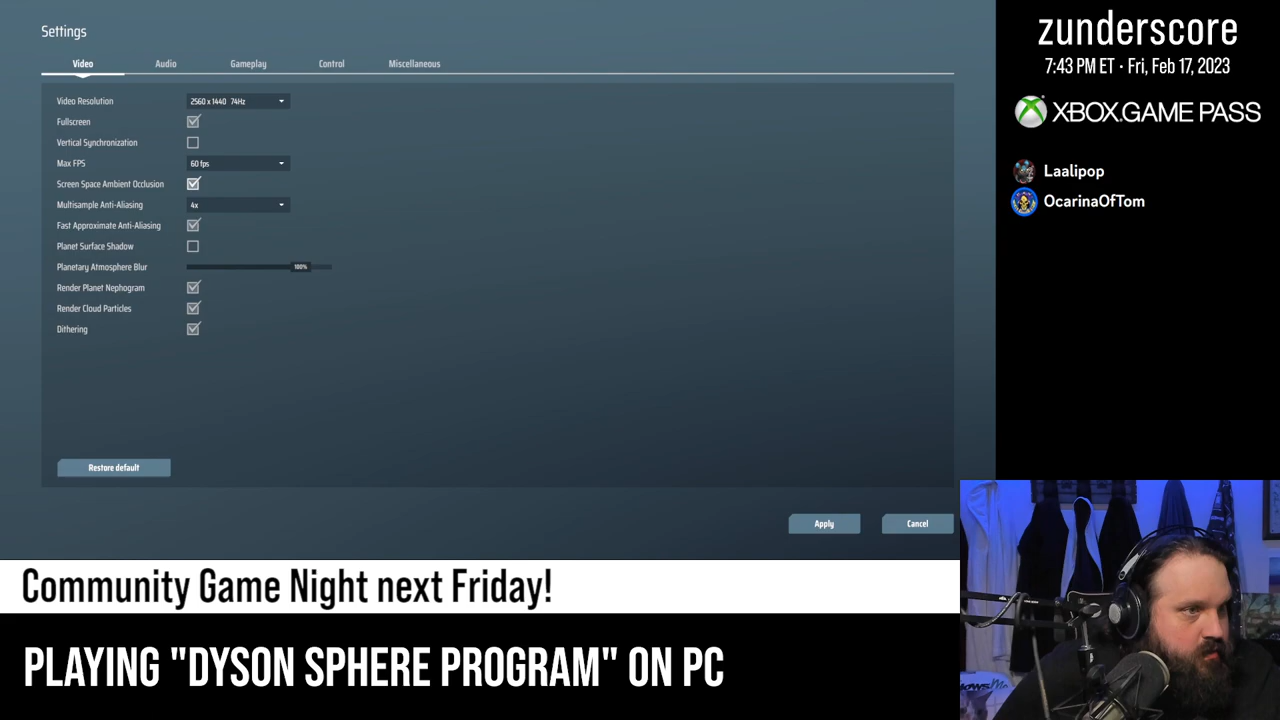 Settings
Video
Audio
Gameplay
Control
Miscellaneous
Video Resolution
2560 x 1440 74Hz
Fullscreen
Vertical Synchronization
Max FPS
60 fps
Screen Space Ambient Occlusion
Multisample Anti-Aliasing
4x
Fast Approximate Anti-Aliasing
Planet Surface Shadow
Planetary Atmosphere Blur
100%
Render Planet Nephogram
Render Cloud Particles
Dithering
Restore default
Apply
Cancel
zunderscore
7:43 PM ET · Fri, Feb 17, 2023
XBOX GAME PASS
Laalipop
OcarinaOfTom
Community Game Night next Friday!
PLAYING "DYSON SPHERE PROGRAM" ON PC